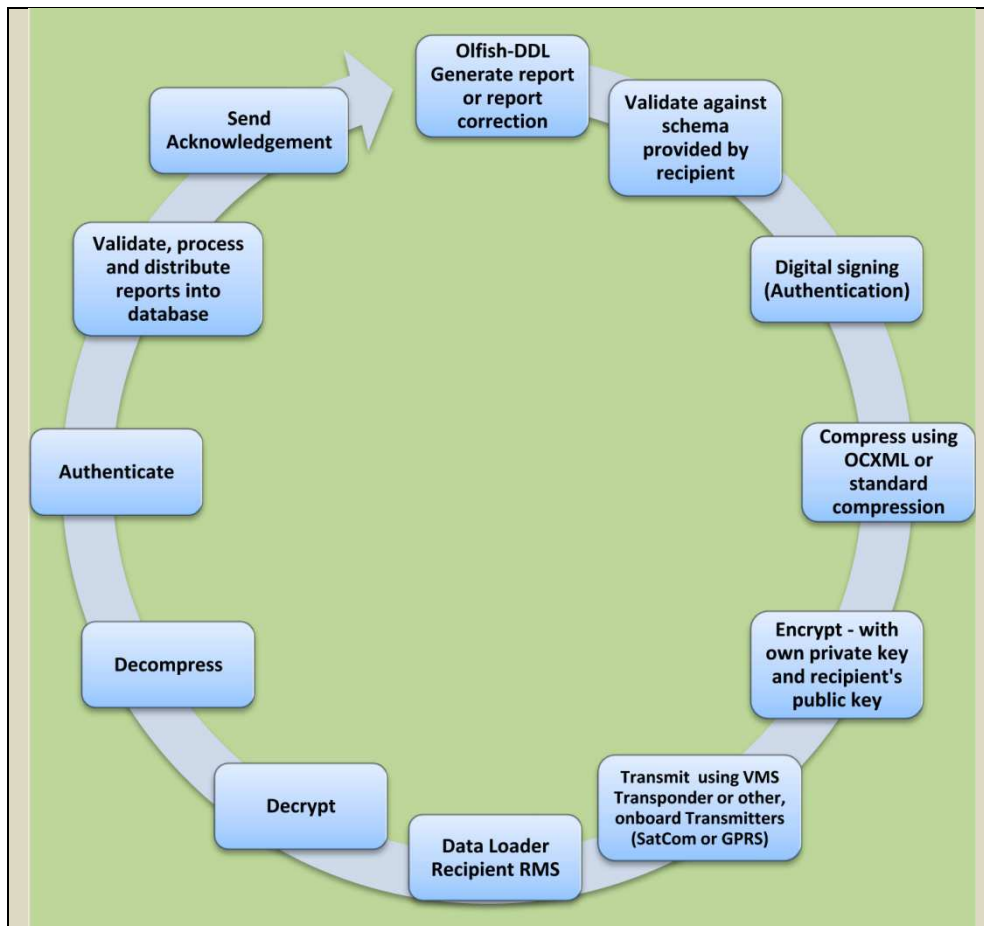 Olfish-DDL
Generate report
or report
correction
Validate against
schema
provided by
recipient
Digital signing
(Authentication)
Compress using
OCXML or
standard
compression
Encrypt - with
own private key
and recipient's
public key
Transmit using VMS
Transponder or other,
onboard Transmitters
(SatCom or GPRS)
Data Loader
Recipient RMS
Decrypt
Decompress
Authenticate
Validate, process
and distribute
reports into
database
Send
Acknowledgement